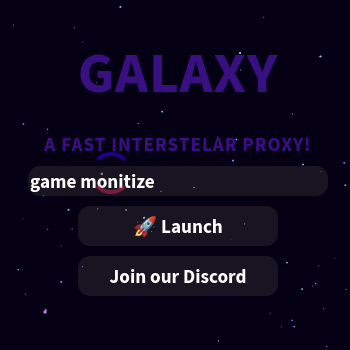 GALAXY
A FAST INTERSTELAR PROXY!
game monitize
🚀 Launch
Join our Discord